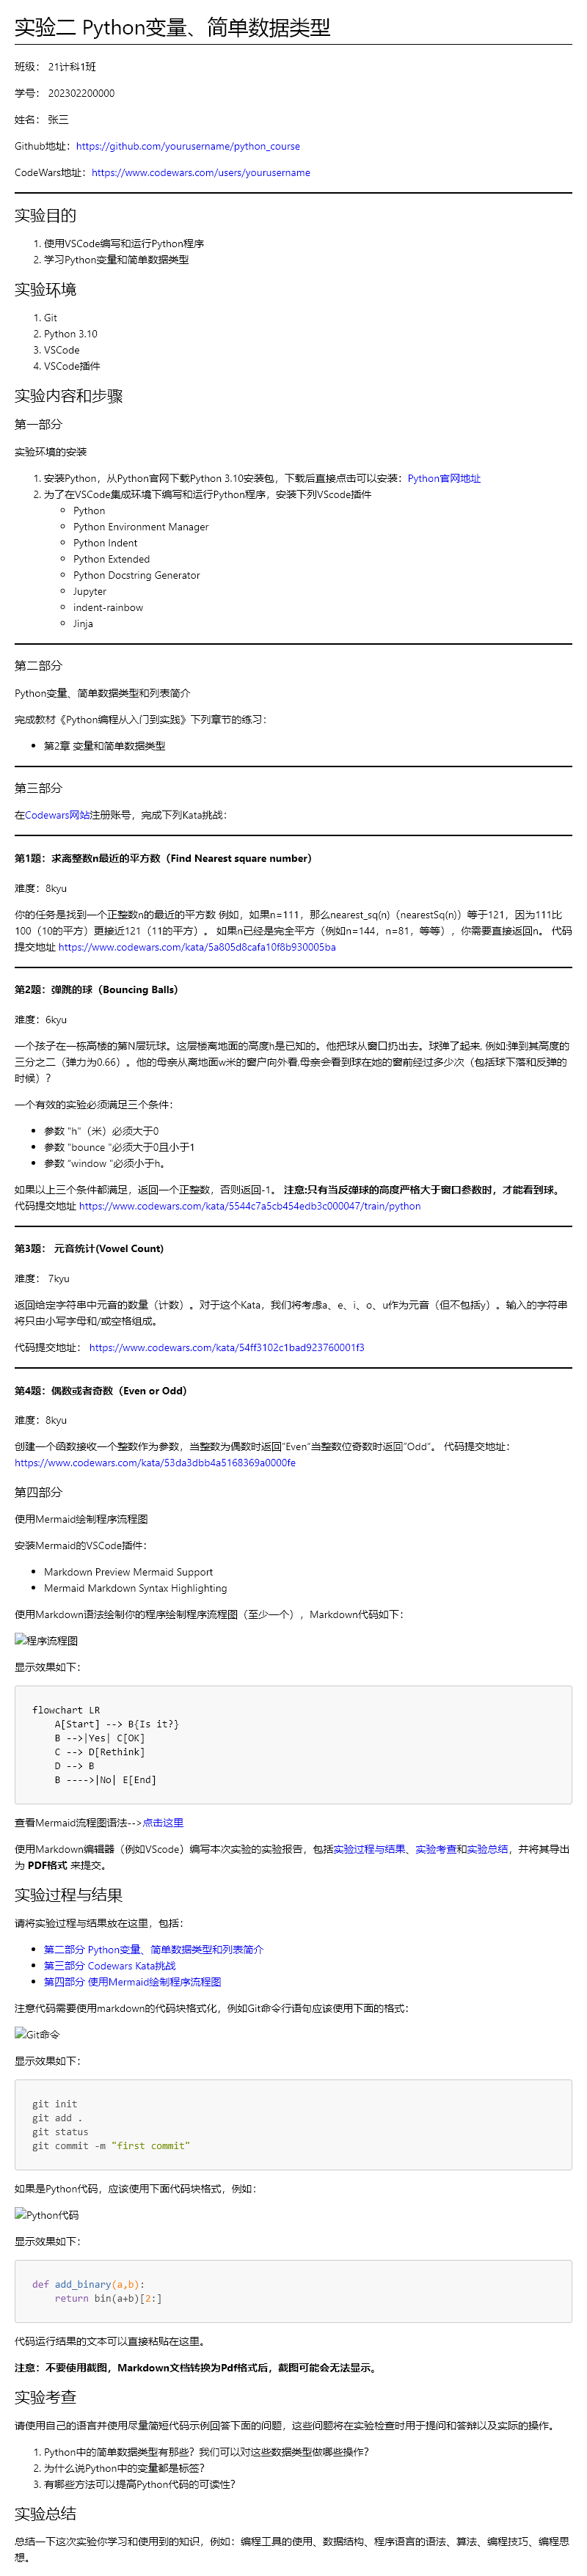 实验二 Python变量、简单数据类型
班级： 21计科1班
学号： 202302200000
姓名： 张三
Github地址：https://github.com/yourusername/python_course
CodeWars地址：https://www.codewars.com/users/yourusername
实验目的
1. 使用VSCode编写和运行Python程序
2. 学习Python变量和简单数据类型
实验环境
1. Git
2. Python 3.10
3. VSCode
4. VSCode插件
实验内容和步骤
第一部分
实验环境的安装
1. 安装Python，从Python官网下载Python 3.10安装包，下载后直接点击可以安装：Python官网地址
2. 为了在VSCode集成环境下编写和运行Python程序，安装下列VScode插件
Python
Python Environment Manager
Python Indent
Python Extended
Python Docstring Generator
Jupyter
indent-rainbow
Jinja
第二部分
Python变量、简单数据类型和列表简介
完成教材《Python编程从入门到实践》下列章节的练习：
第2章 变量和简单数据类型
第三部分
在Codewars网站注册账号，完成下列Kata挑战：
第1题：求离整数n最近的平方数（Find Nearest square number）
难度：8kyu
你的任务是找到一个正整数n的最近的平方数 例如，如果n=111，那么nearest_sq(n)（nearestSq(n)）等于121，因为111比
100（10的平方）更接近121（11的平方）。 如果n已经是完全平方（例如n=144，n=81，等等），你需要直接返回n。 代码
提交地址 https://www.codewars.com/kata/5a805d8cafa10f8b930005ba
第2题：弹跳的球（Bouncing Balls）
难度：6kyu
一个孩子在一栋高楼的第N层玩球。这层楼离地面的高度h是已知的。他把球从窗口扔出去。球弹了起来, 例如:弹到其高度的
三分之二（弹力为0.66）。他的母亲从离地面w米的窗户向外看,母亲会看到球在她的窗前经过多少次（包括球下落和反弹的
时候）？
一个有效的实验必须满足三个条件：
参数 "h"（米）必须大于0
参数 "bounce "必须大于0且小于1
参数 "window "必须小于h。
如果以上三个条件都满足，返回一个正整数，否则返回-1。 注意:只有当反弹球的高度严格大于窗口参数时，才能看到球。
代码提交地址 https://www.codewars.com/kata/5544c7a5cb454edb3c000047/train/python
第3题： 元音统计(Vowel Count)
难度： 7kyu
返回给定字符串中元音的数量（计数）。对于这个Kata，我们将考虑a、e、i、o、u作为元音（但不包括y）。输入的字符串
将只由小写字母和/或空格组成。
代码提交地址： https://www.codewars.com/kata/54ff3102c1bad923760001f3
第4题：偶数或者奇数（Even or Odd）
难度：8kyu
创建一个函数接收一个整数作为参数，当整数为偶数时返回"Even"当整数位奇数时返回"Odd"。 代码提交地址：
https://www.codewars.com/kata/53da3dbb4a5168369a0000fe
第四部分
使用Mermaid绘制程序流程图
安装Mermaid的VSCode插件：
Markdown Preview Mermaid Support
Mermaid Markdown Syntax Highlighting
使用Markdown语法绘制你的程序绘制程序流程图（至少一个），Markdown代码如下：
程序流程图
显示效果如下：
flowchart LR
    A[Start] --> B{Is it?}
    B -->|Yes| C[OK]
    C --> D[Rethink]
    D --> B
    B ---->|No| E[End]
查看Mermaid流程图语法-->点击这里
使用Markdown编辑器（例如VScode）编写本次实验的实验报告，包括实验过程与结果、实验考查和实验总结，并将其导出
为 PDF格式 来提交。
实验过程与结果
请将实验过程与结果放在这里，包括：
第二部分 Python变量、简单数据类型和列表简介
第三部分 Codewars Kata挑战
第四部分 使用Mermaid绘制程序流程图
注意代码需要使用markdown的代码块格式化，例如Git命令行语句应该使用下面的格式：
Git命令
显示效果如下：
git init
git add .
git status
git commit -m "first commit"
如果是Python代码，应该使用下面代码块格式，例如：
Python代码
显示效果如下：
def add_binary(a,b):
    return bin(a+b)[2:]
代码运行结果的文本可以直接粘贴在这里。
注意：不要使用截图，Markdown文档转换为Pdf格式后，截图可能会无法显示。
实验考查
请使用自己的语言并使用尽量简短代码示例回答下面的问题，这些问题将在实验检查时用于提问和答辩以及实际的操作。
1. Python中的简单数据类型有那些？我们可以对这些数据类型做哪些操作？
2. 为什么说Python中的变量都是标签？
3. 有哪些方法可以提高Python代码的可读性？
实验总结
总结一下这次实验你学习和使用到的知识，例如：编程工具的使用、数据结构、程序语言的语法、算法、编程技巧、编程思
想。